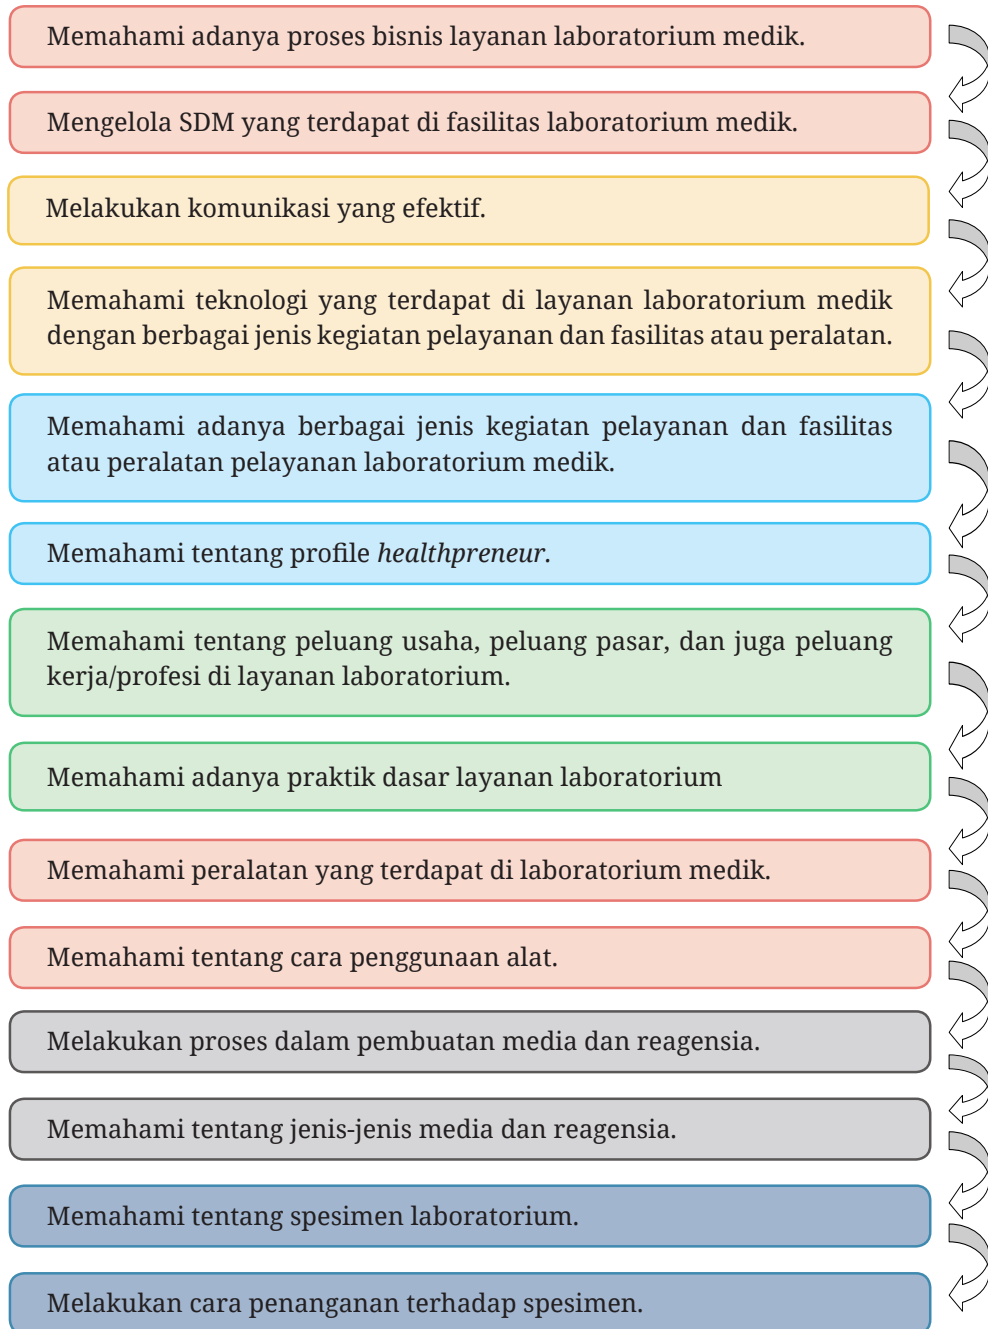 Memahami adanya proses bisnis layanan laboratorium medik.
Mengelola SDM yang terdapat di fasilitas laboratorium medik.
Melakukan komunikasi yang efektif.
Memahami teknologi yang terdapat di layanan laboratorium medik
dengan berbagai jenis kegiatan pelayanan dan fasilitas atau peralatan.
Memahami adanya berbagai jenis kegiatan pelayanan dan fasilitas
atau peralatan pelayanan laboratorium medik.
Memahami tentang profile healthpreneur.
Memahami tentang peluang usaha, peluang pasar, dan juga peluang
kerja/profesi di layanan laboratorium.
Memahami adanya praktik dasar layanan laboratorium
Memahami peralatan yang terdapat di laboratorium medik.
Memahami tentang cara penggunaan alat.
Melakukan proses dalam pembuatan media dan reagensia.
Memahami tentang jenis-jenis media dan reagensia.
Memahami tentang spesimen laboratorium.
Melakukan cara penanganan terhadap spesimen.